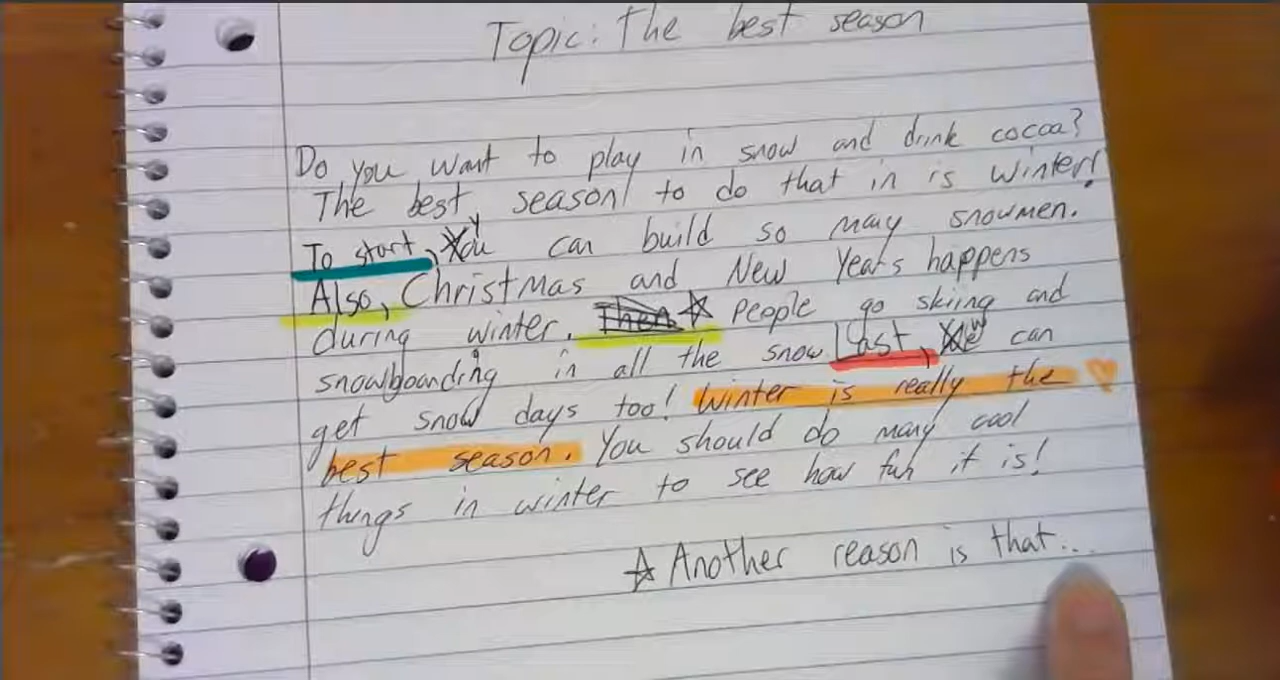 Topic: The best season
Do you want to play in snow and drink cocoa?
The best season to do that in is winter!
To start, you can build so many snowmen.
Also, Christmas and New Years happens
during winter. Then ☆ People go skiing and
snowboarding in all the snow. Last, we can
get snow days too! Winter is really the ♡
best season. You should do many cool
things in winter to see how fun it is!
☆ Another reason is that...